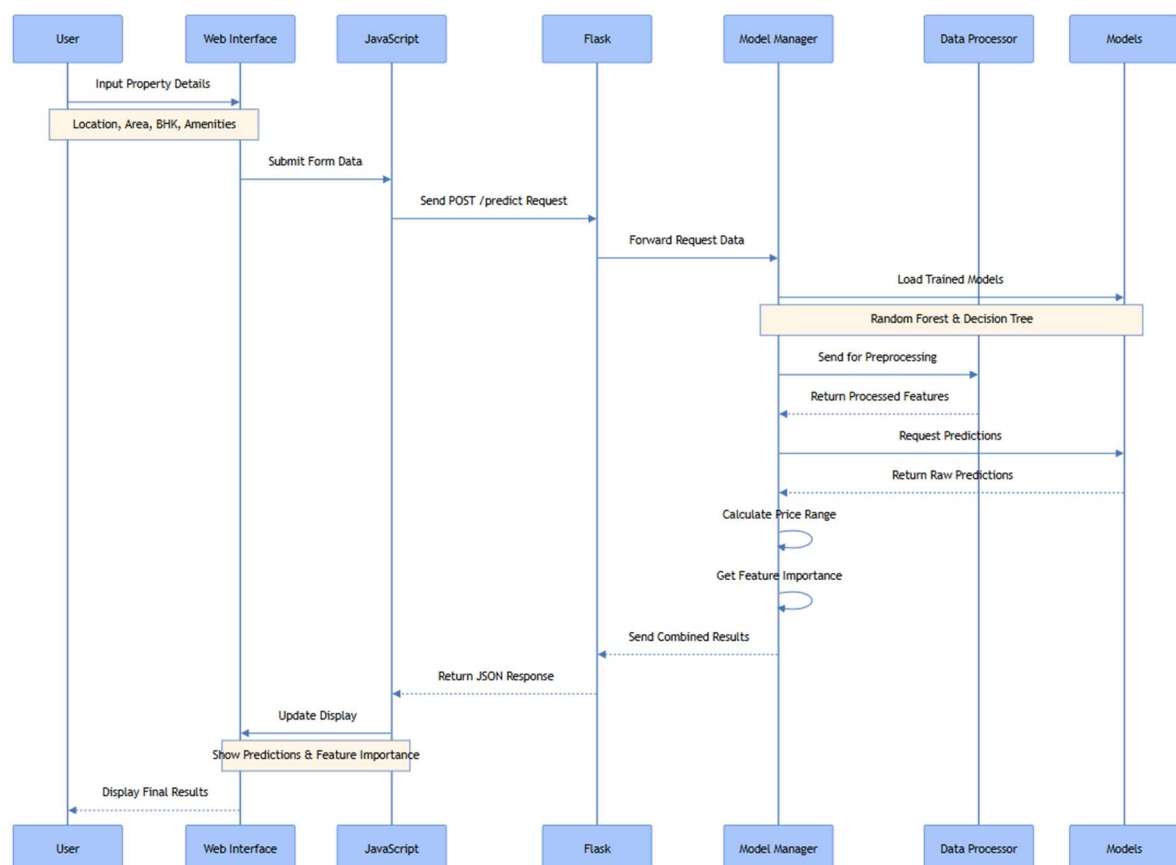 User
Web Interface
JavaScript
Flask
Model Manager
Data Processor
Models
Input Property Details
Location, Area, BHK, Amenities
Submit Form Data
Send POST /predict Request
Forward Request Data
Load Trained Models
Random Forest & Decision Tree
Send for Preprocessing
Return Processed Features
Request Predictions
Return Raw Predictions
Calculate Price Range
Get Feature Importance
Send Combined Results
Return JSON Response
Update Display
Show Predictions & Feature Importance
Display Final Results
User
Web Interface
JavaScript
Flask
Model Manager
Data Processor
Models